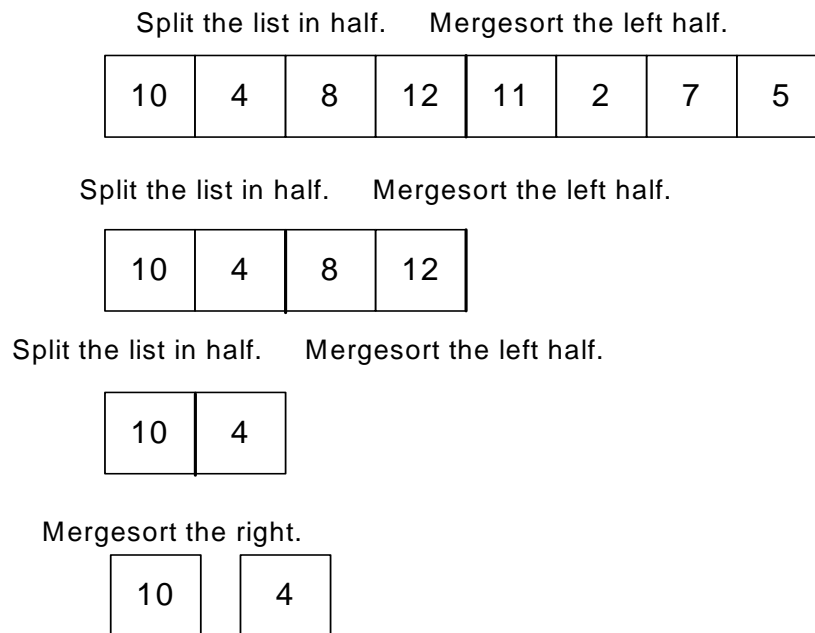 Split the list in half. Mergesort the left half.
10 4 8 12 11 2 7 5
Split the list in half. Mergesort the left half.
10 4 8 12
Split the list in half. Mergesort the left half.
10 4
Mergesort the right.
10 4